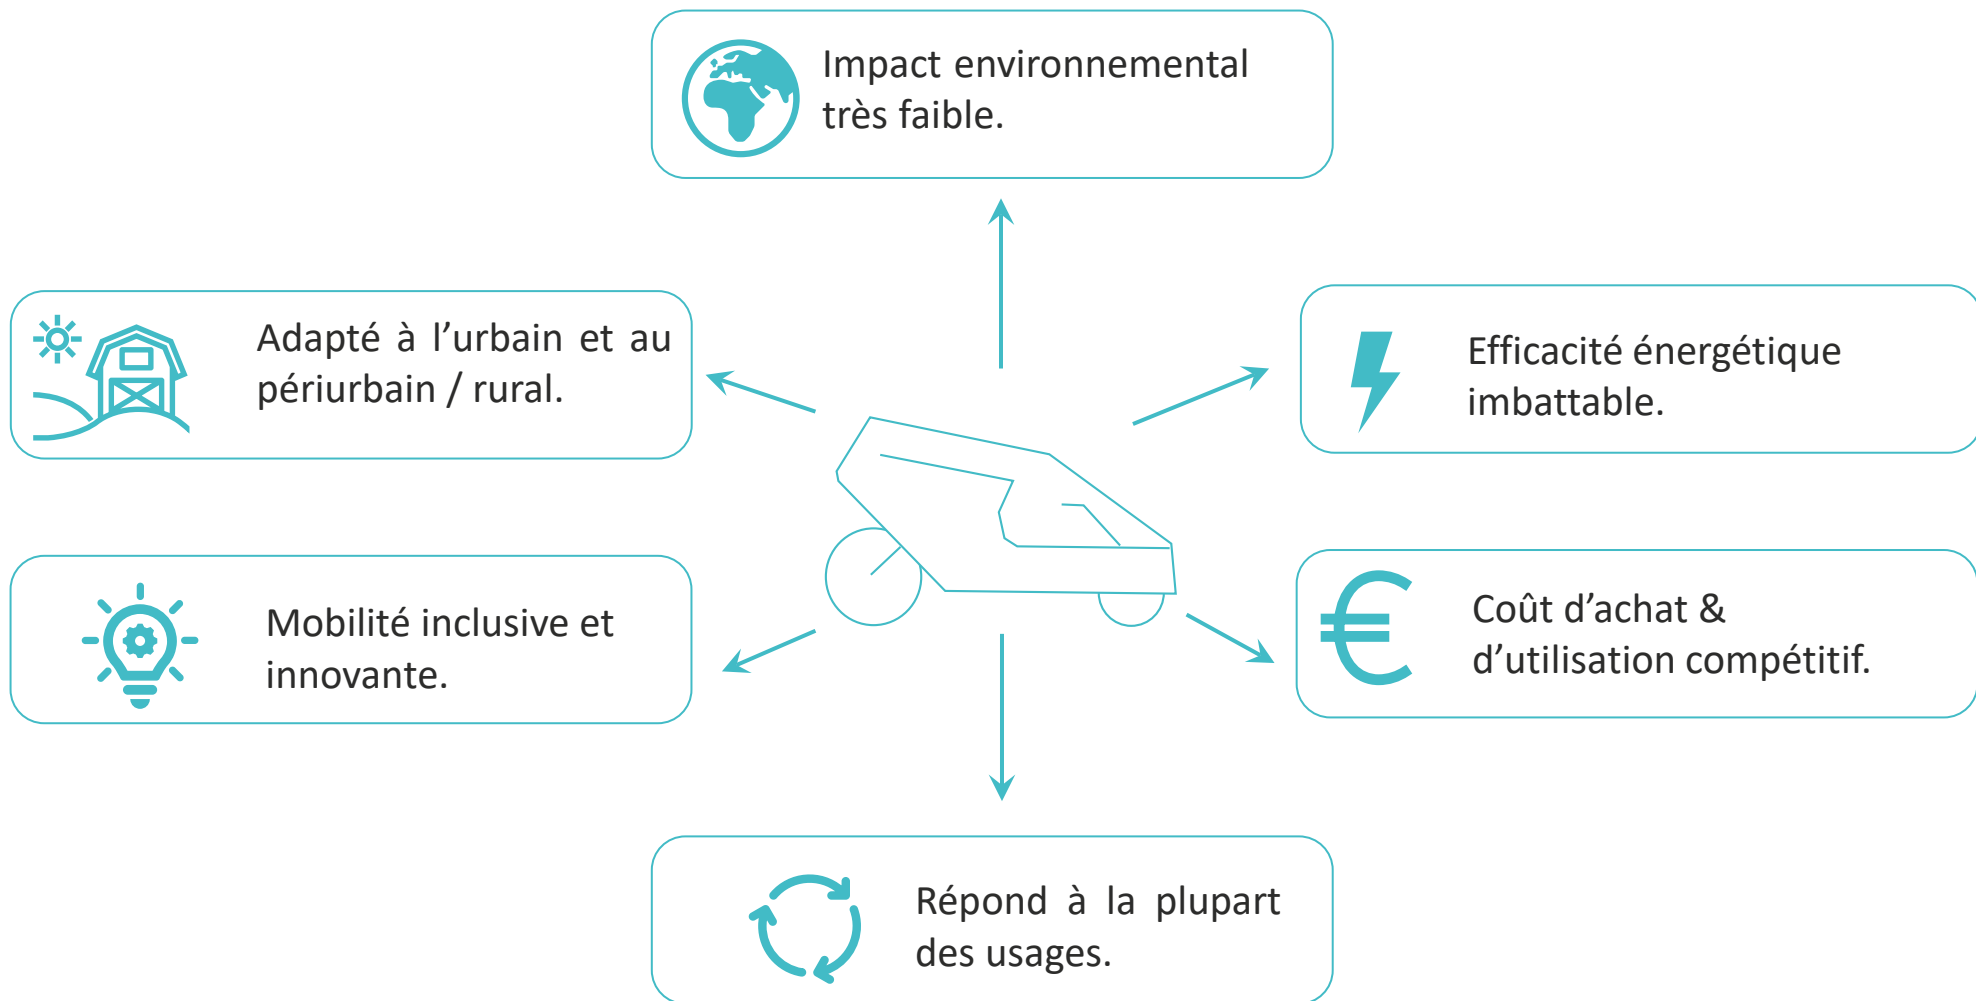 Impact environnemental
très faible.
Adapté à l’urbain et au
périurbain / rural.
Efficacité énergétique
imbattable.
Mobilité inclusive et
innovante.
€
Coût d’achat &
d’utilisation compétitif.
Répond à la plupart
des usages.